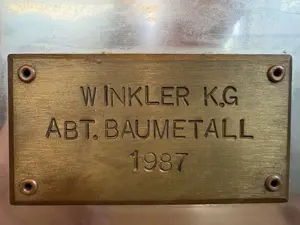 WINKLER K.G
ABT. BAUMETALL
1987